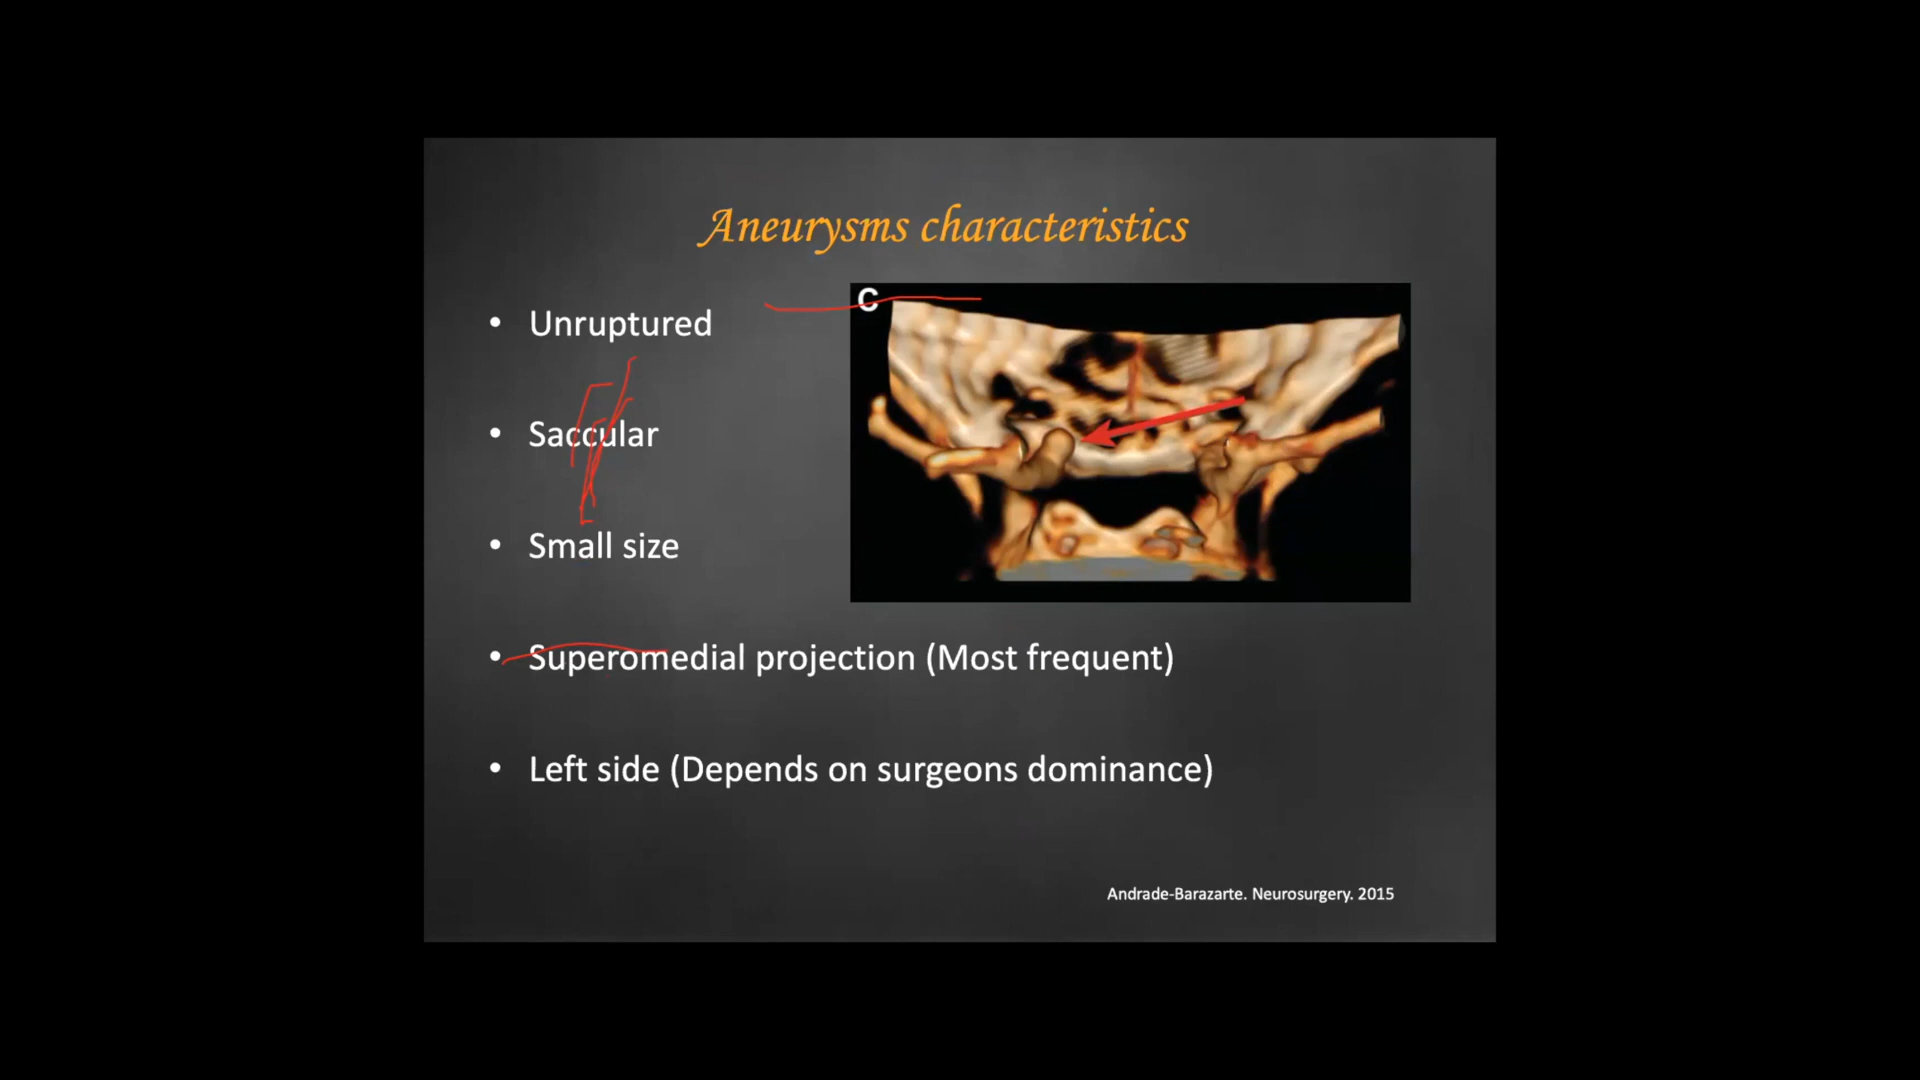 Aneurysms characteristics
• Unruptured
C
• Saccular
• Small size
• Superomedial projection (Most frequent)
• Left side (Depends on surgeons dominance)
Andrade-Barazarte. Neurosurgery. 2015